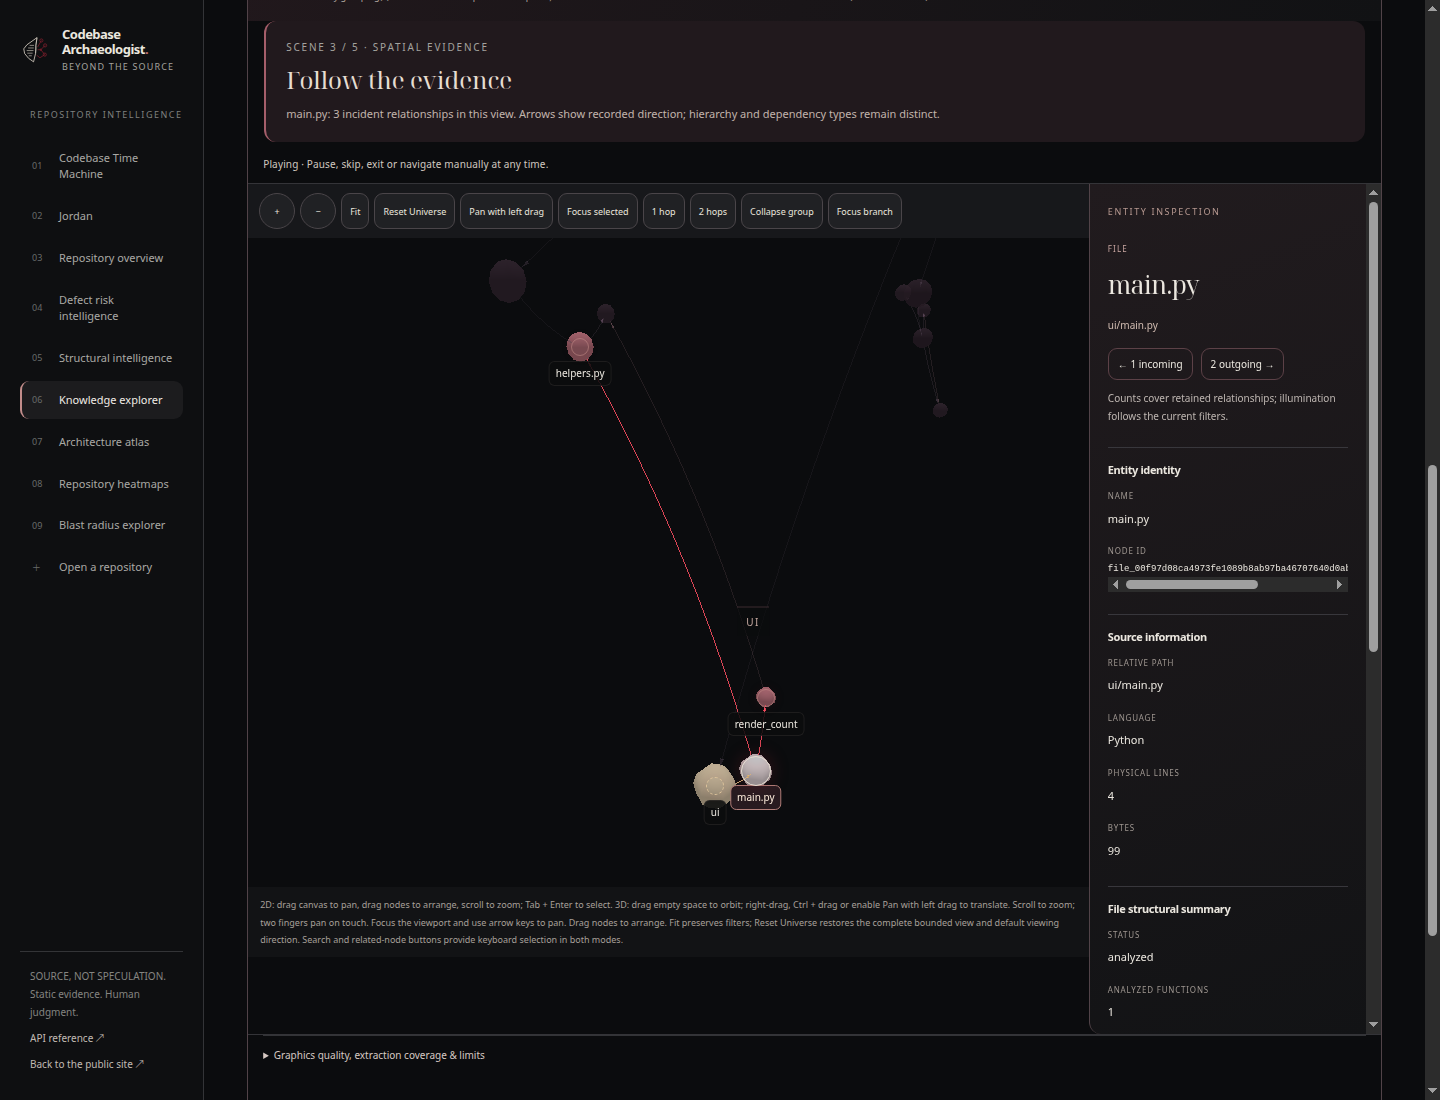 Codebase
Archaeologist.
BEYOND THE SOURCE
REPOSITORY INTELLIGENCE
01 Codebase Time
Machine
02 Jordan
03 Repository overview
04 Defect risk
intelligence
05 Structural intelligence
06 Knowledge explorer
07 Architecture atlas
08 Repository heatmaps
09 Blast radius explorer
+ Open a repository
SOURCE, NOT SPECULATION.
Static evidence. Human
judgment.
API reference ↗
Back to the public site ↗
SCENE 3 / 5 · SPATIAL EVIDENCE
Follow the evidence
main.py: 3 incident relationships in this view. Arrows show recorded direction; hierarchy and dependency types remain distinct.
Playing · Pause, skip, exit or navigate manually at any time.
+ − Fit Reset Universe Pan with left drag Focus selected 1 hop 2 hops Collapse group Focus branch
helpers.py
UI
render_count
main.py
ui
2D: drag canvas to pan, drag nodes to arrange, scroll to zoom; Tab + Enter to select. 3D: drag empty space to orbit; right-drag, Ctrl + drag or enable Pan with left drag to translate. Scroll to zoom;
two fingers pan on touch. Focus the viewport and use arrow keys to pan. Drag nodes to arrange. Fit preserves filters; Reset Universe restores the complete bounded view and default viewing
direction. Search and related-node buttons provide keyboard selection in both modes.
ENTITY INSPECTION
FILE
main.py
ui/main.py
← 1 incoming 2 outgoing →
Counts cover retained relationships; illumination
follows the current filters.
Entity identity
NAME
main.py
NODE ID
file_00f97d08ca4973fe1089b8ab97ba46707640d0ab
Source information
RELATIVE PATH
ui/main.py
LANGUAGE
Python
PHYSICAL LINES
4
BYTES
99
File structural summary
STATUS
analyzed
ANALYZED FUNCTIONS
1
▶ Graphics quality, extraction coverage & limits